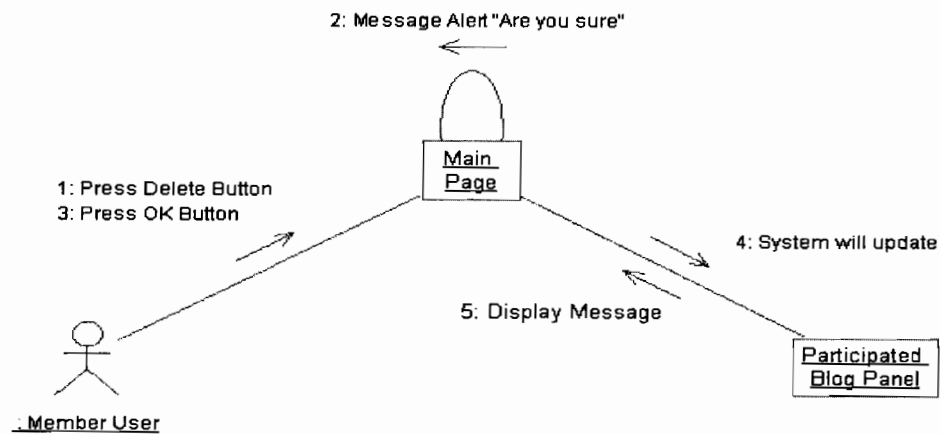 2: Message Alert "Are you sure"
Main
Page
1: Press Delete Button
3: Press OK Button
4: System will update
5: Display Message
Participated
Blog Panel
: Member User